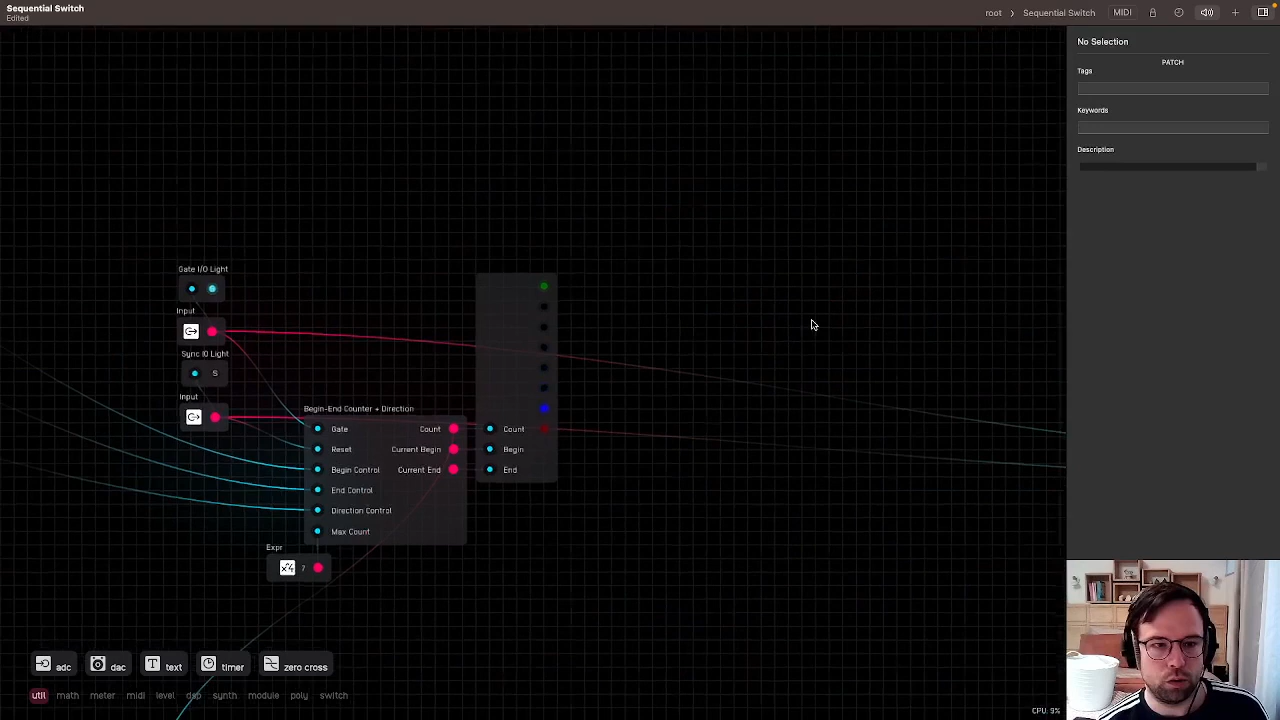 Sequential Switch
Edited
root
Sequential Switch
MIDI
No Selection
PATCH
Tags
Keywords
Description
Gate I/O Light
G
Input
Sync IO Light
S
Input
Begin-End Counter + Direction
Gate
Count
Reset
Current Begin
Begin Control
Current End
End Control
Direction Control
Max Count
Count
Begin
End
Expr
7
adc
dac
text
timer
zero cross
util
math
meter
midi
level
dsp
synth
module
poly
switch
CPU: 9%